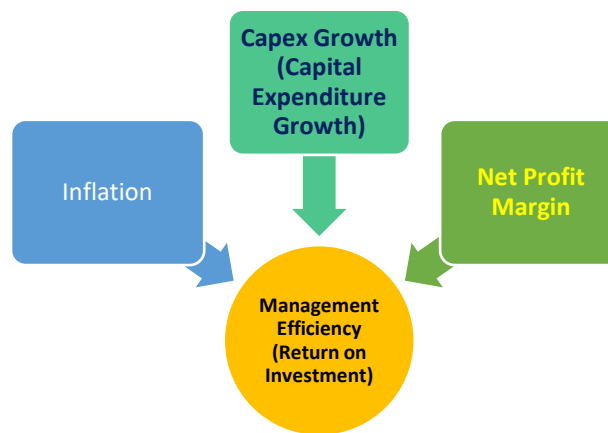 Capex Growth
(Capital
Expenditure
Growth)
Inflation
Net Profit
Margin
Management
Efficiency
(Return on
Investment)